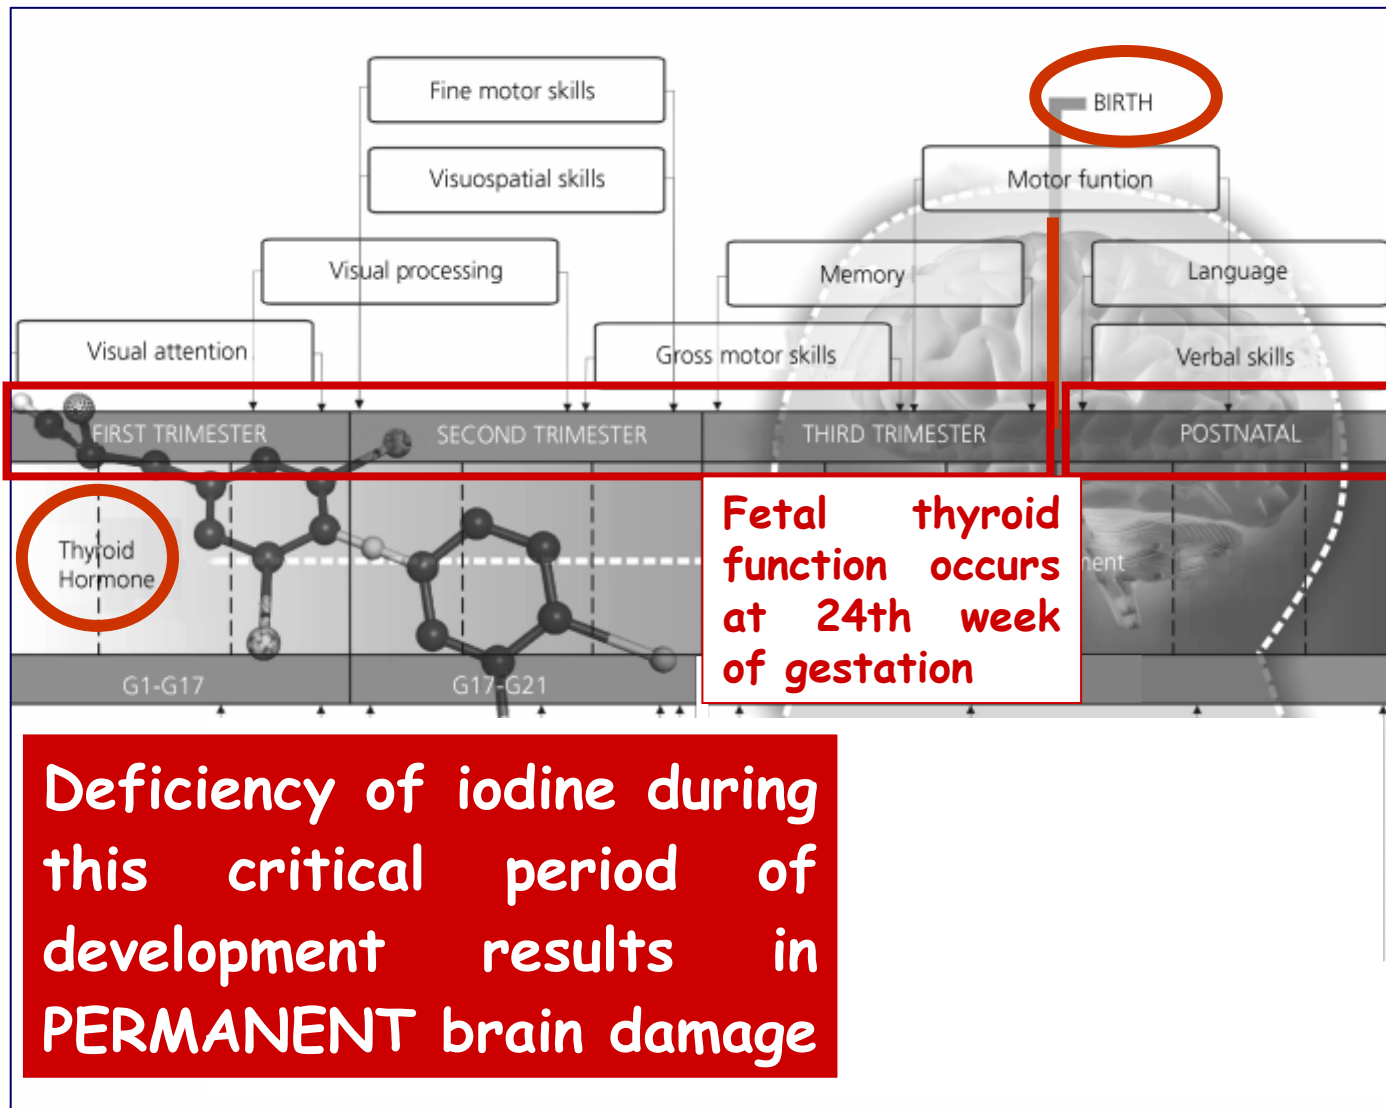 Fine motor skills
BIRTH
Visuospatial skills
Motor funtion
Visual processing
Memory
Language
Visual attention
Gross motor skills
Verbal skills
FIRST TRIMESTER
SECOND TRIMESTER
THIRD TRIMESTER
POSTNATAL
Thyroid
Hormone
Fetal thyroid
function occurs
at 24th week
of gestation
G1-G17
G17-G21
Deficiency of iodine during
this critical period of
development results in
PERMANENT brain damage